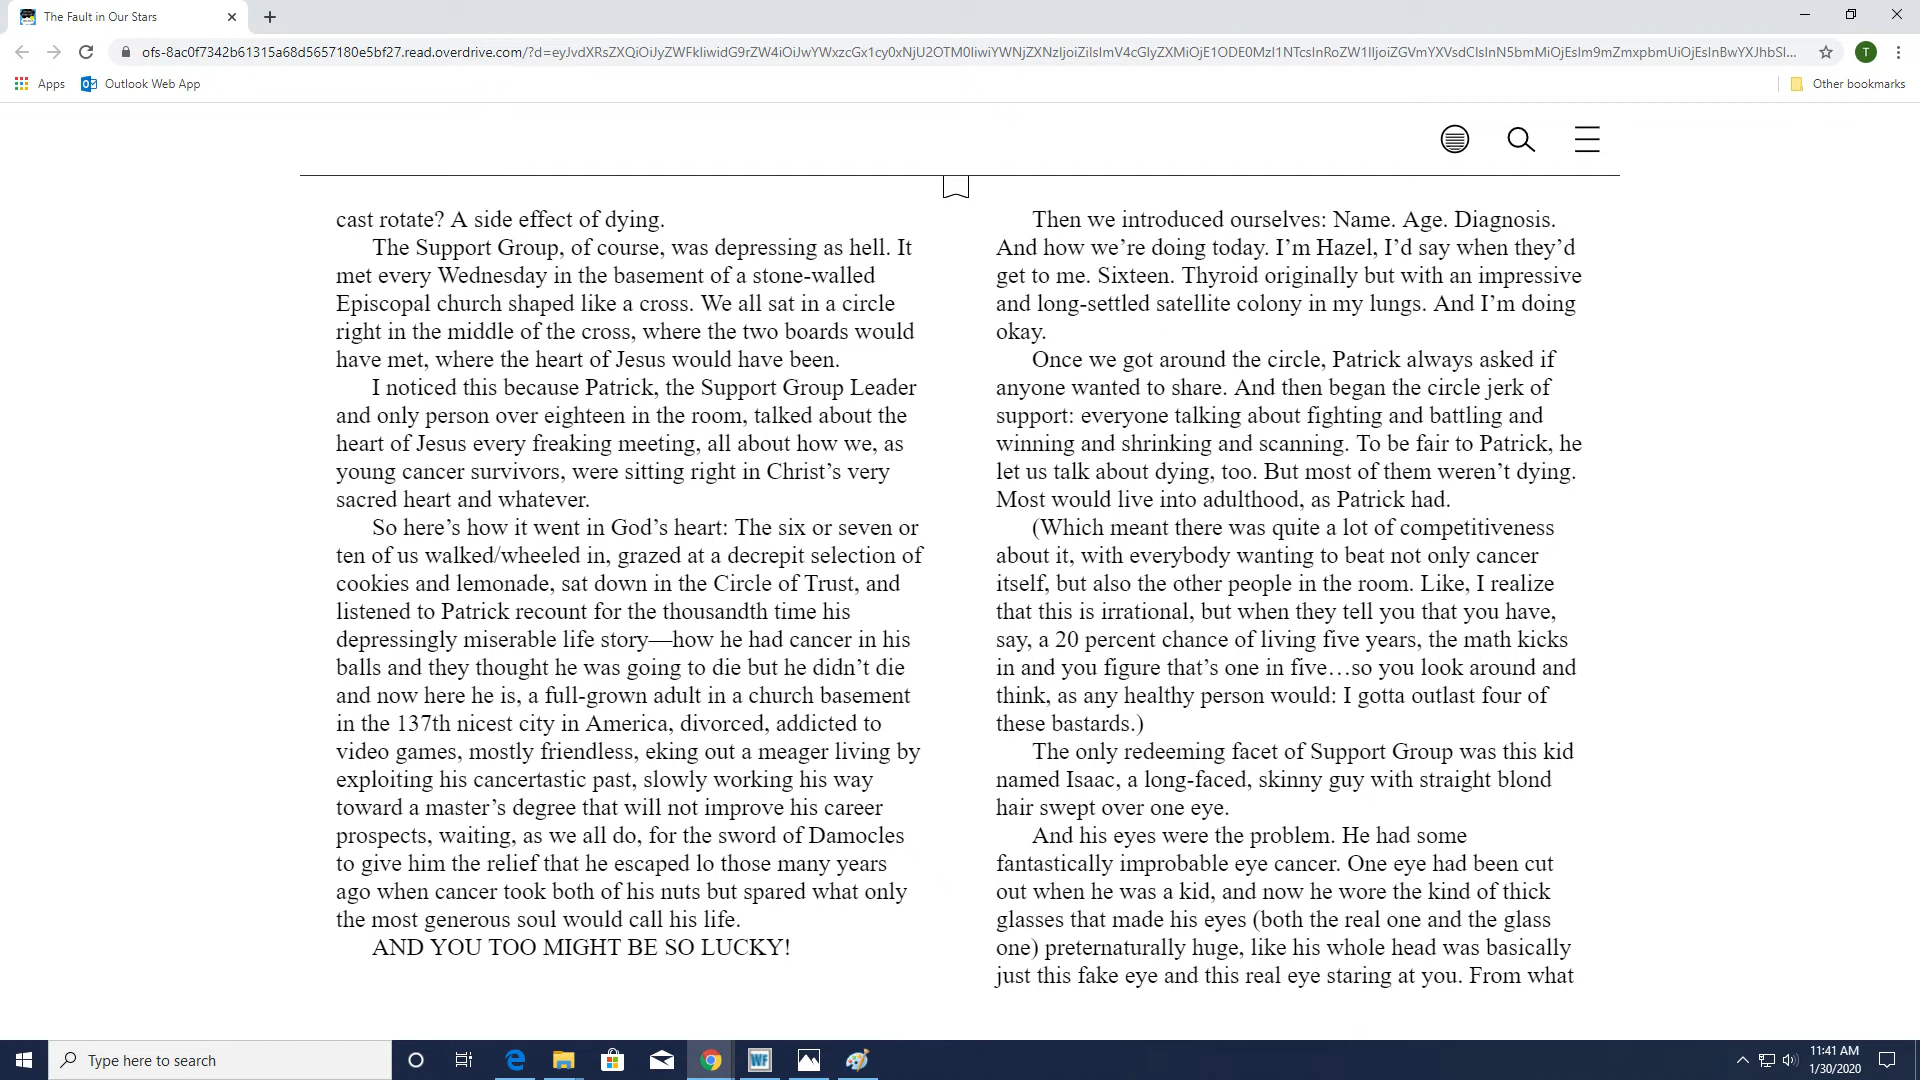 The Fault in Our Stars
ofs-8ac0f7342b61315a68d5657180e5bf27.read.overdrive.com/?d=
Apps
Outlook Web App
Other bookmarks
cast rotate? A side effect of dying.
The Support Group, of course, was depressing as hell. It
met every Wednesday in the basement of a stone-walled
Episcopal church shaped like a cross. We all sat in a circle
right in the middle of the cross, where the two boards would
have met, where the heart of Jesus would have been.
I noticed this because Patrick, the Support Group Leader
and only person over eighteen in the room, talked about the
heart of Jesus every freaking meeting, all about how we, as
young cancer survivors, were sitting right in Christ’s very
sacred heart and whatever.
So here’s how it went in God’s heart: The six or seven or
ten of us walked/wheeled in, grazed at a decrepit selection of
cookies and lemonade, sat down in the Circle of Trust, and
listened to Patrick recount for the thousandth time his
depressingly miserable life story—how he had cancer in his
balls and they thought he was going to die but he didn’t die
and now here he is, a full-grown adult in a church basement
in the 137th nicest city in America, divorced, addicted to
video games, mostly friendless, eking out a meager living by
exploiting his cancertastic past, slowly working his way
toward a master’s degree that will not improve his career
prospects, waiting, as we all do, for the sword of Damocles
to give him the relief that he escaped lo those many years
ago when cancer took both of his nuts but spared what only
the most generous soul would call his life.
AND YOU TOO MIGHT BE SO LUCKY!
Then we introduced ourselves: Name. Age. Diagnosis.
And how we’re doing today. I’m Hazel, I’d say when they’d
get to me. Sixteen. Thyroid originally but with an impressive
and long-settled satellite colony in my lungs. And I’m doing
okay.
Once we got around the circle, Patrick always asked if
anyone wanted to share. And then began the circle jerk of
support: everyone talking about fighting and battling and
winning and shrinking and scanning. To be fair to Patrick, he
let us talk about dying, too. But most of them weren’t dying.
Most would live into adulthood, as Patrick had.
(Which meant there was quite a lot of competitiveness
about it, with everybody wanting to beat not only cancer
itself, but also the other people in the room. Like, I realize
that this is irrational, but when they tell you that you have,
say, a 20 percent chance of living five years, the math kicks
in and you figure that’s one in five…so you look around and
think, as any healthy person would: I gotta outlast four of
these bastards.)
The only redeeming facet of Support Group was this kid
named Isaac, a long-faced, skinny guy with straight blond
hair swept over one eye.
And his eyes were the problem. He had some
fantastically improbable eye cancer. One eye had been cut
out when he was a kid, and now he wore the kind of thick
glasses that made his eyes (both the real one and the glass
one) preternaturally huge, like his whole head was basically
just this fake eye and this real eye staring at you. From what
Type here to search
WF
11:41 AM
1/30/2020